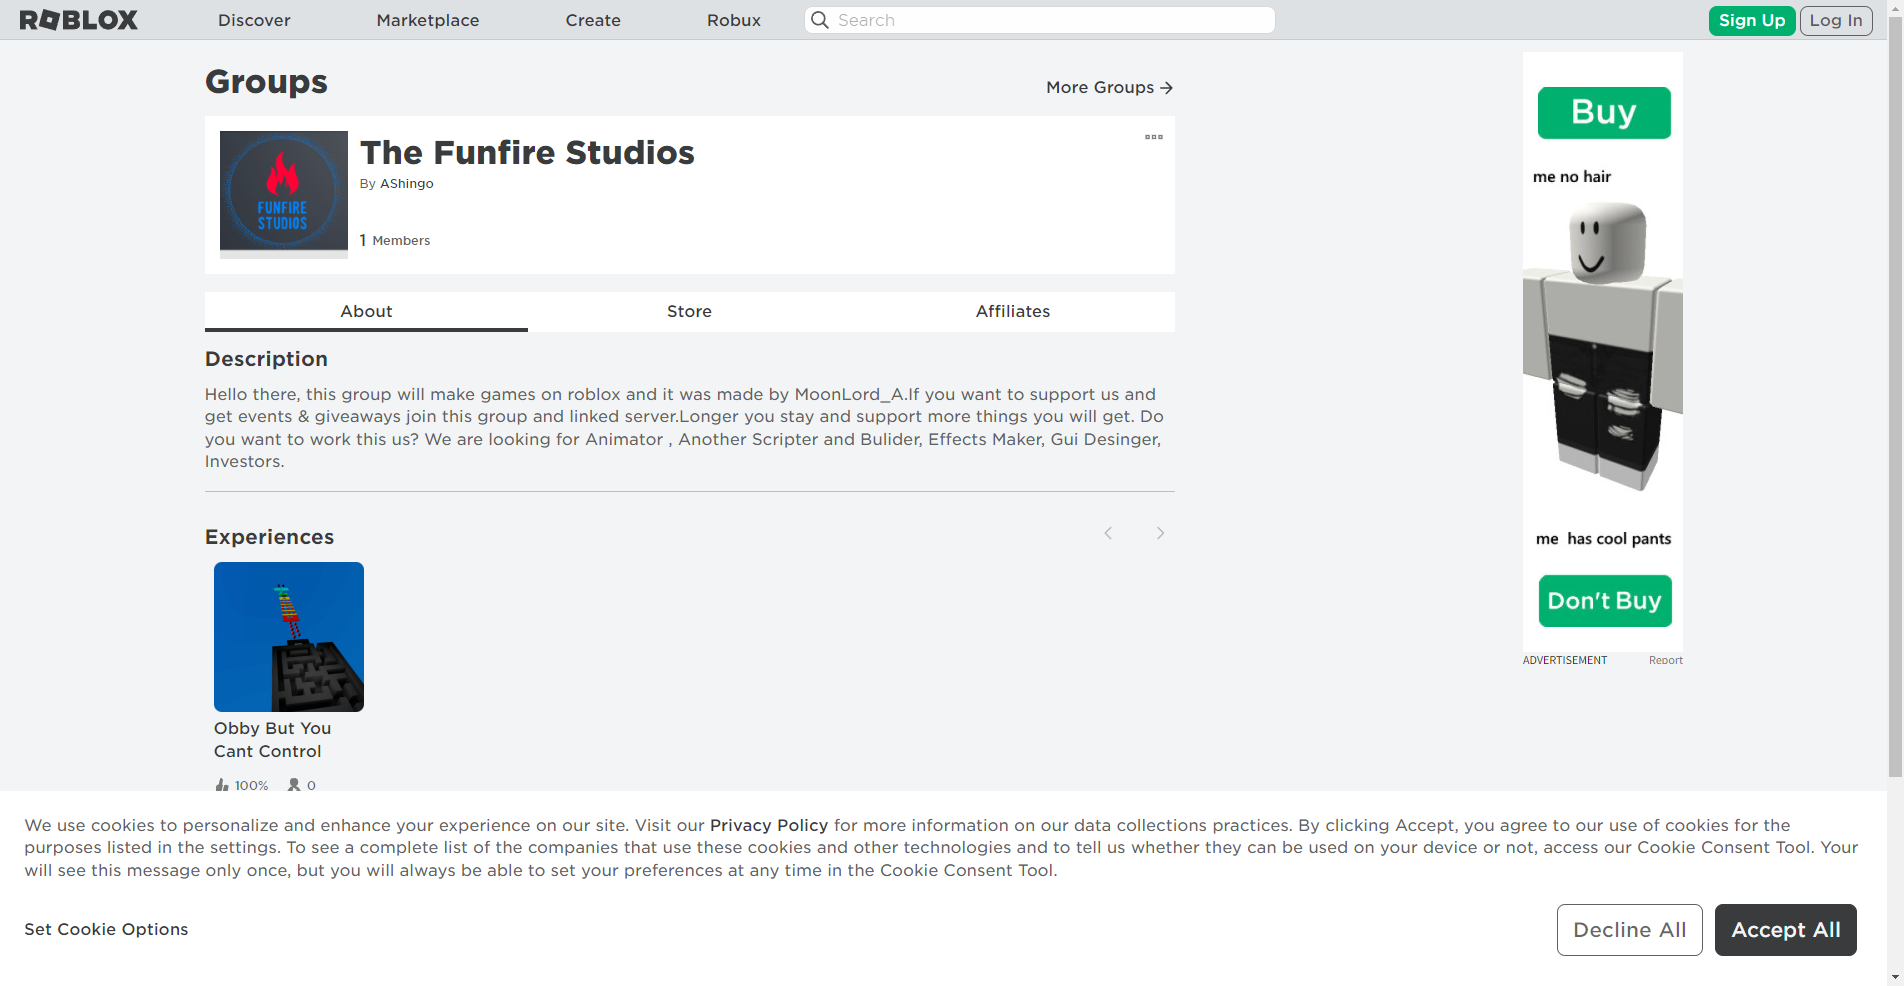 ROBLOX
Discover
Marketplace
Create
Robux
Search
Sign Up
Log In
Groups
More Groups
FUNFIRE
STUDIOS
The Funfire Studios
By AShingo
1 Members
About
Store
Affiliates
Description
Hello there, this group will make games on roblox and it was made by MoonLord_A.If you want to support us and
get events & giveaways join this group and linked server.Longer you stay and support more things you will get. Do
you want to work this us? We are looking for Animator , Another Scripter and Bulider, Effects Maker, Gui Desinger,
Investors.
Experiences
Obby But You
Cant Control
100%
0
Buy
me no hair
me has cool pants
Don't Buy
ADVERTISEMENT
Report
We use cookies to personalize and enhance your experience on our site. Visit our Privacy Policy for more information on our data collections practices. By clicking Accept, you agree to our use of cookies for the
purposes listed in the settings. To see a complete list of the companies that use these cookies and other technologies and to tell us whether they can be used on your device or not, access our Cookie Consent Tool. Your
will see this message only once, but you will always be able to set your preferences at any time in the Cookie Consent Tool.
Set Cookie Options
Decline All
Accept All